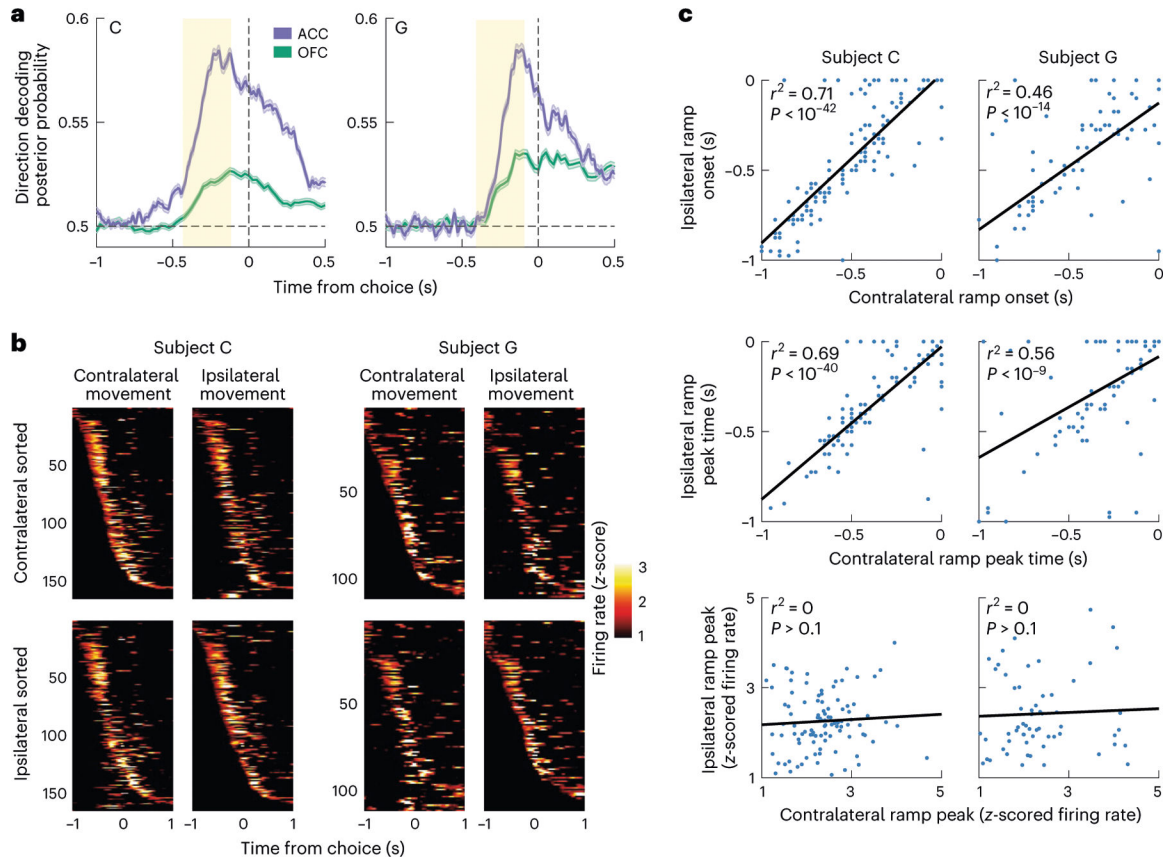 a
0.6
0.55
0.5
Direction decoding
posterior probability
C
ACC
OFC
−1
−0.5
0
0.5
Time from choice (s)
0.6
0.55
0.5
G
−1
−0.5
0
0.5
Time from choice (s)
b
Subject C
Subject G
Contralateral
movement
Ipsilateral
movement
Contralateral
movement
Ipsilateral
movement
Contralateral sorted
50
100
150
50
100
Firing rate (z-score)
3
2
1
Ipsilateral sorted
50
100
150
50
100
−1
0
1
−1
0
1
−1
0
1
−1
0
1
Time from choice (s)
c
Subject C
Subject G
Ipsilateral ramp
onset (s)
0
−0.5
−1
r² = 0.71
P < 10⁻⁴²
r² = 0.46
P < 10⁻¹⁴
−1
−0.5
0
−1
−0.5
0
Contralateral ramp onset (s)
Ipsilateral ramp
peak time (s)
0
−0.5
−1
r² = 0.69
P < 10⁻⁴⁰
r² = 0.56
P < 10⁻⁹
−1
−0.5
0
−1
−0.5
0
Contralateral ramp peak time (s)
Ipsilateral ramp peak
(z-scored firing rate)
5
3
1
r² = 0
P > 0.1
r² = 0
P > 0.1
1
3
5
1
3
5
Contralateral ramp peak (z-scored firing rate)